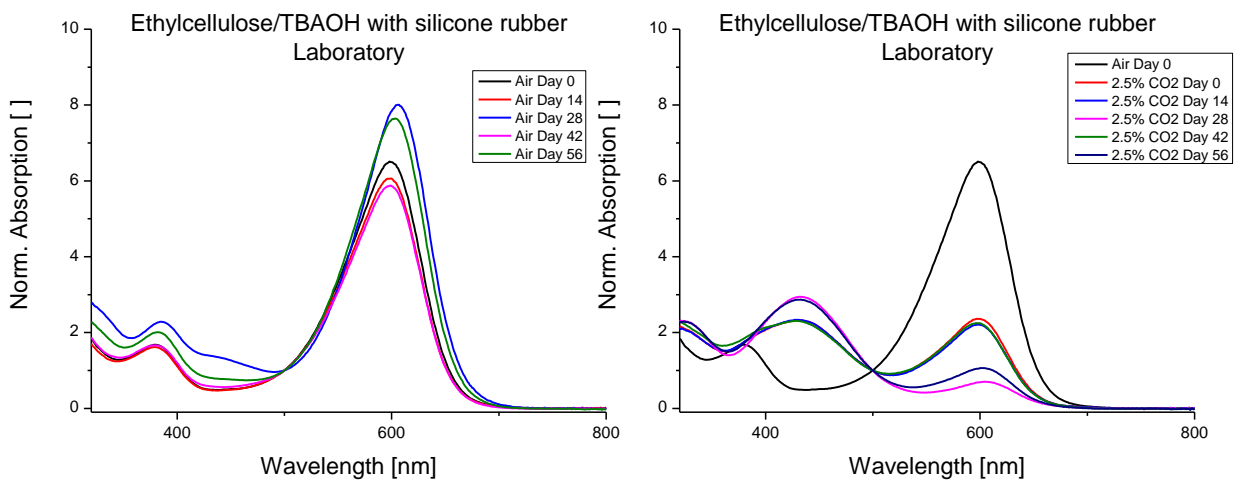 Ethylcellulose/TBAOH with silicone rubber
Laboratory
10
8
6
4
2
0
Norm. Absorption [ ]
Air Day 0
Air Day 14
Air Day 28
Air Day 42
Air Day 56
400
600
800
Wavelength [nm]
Ethylcellulose/TBAOH with silicone rubber
Laboratory
10
8
6
4
2
0
Norm. Absorption [ ]
Air Day 0
2.5% CO2 Day 0
2.5% CO2 Day 14
2.5% CO2 Day 28
2.5% CO2 Day 42
2.5% CO2 Day 56
400
600
800
Wavelength [nm]